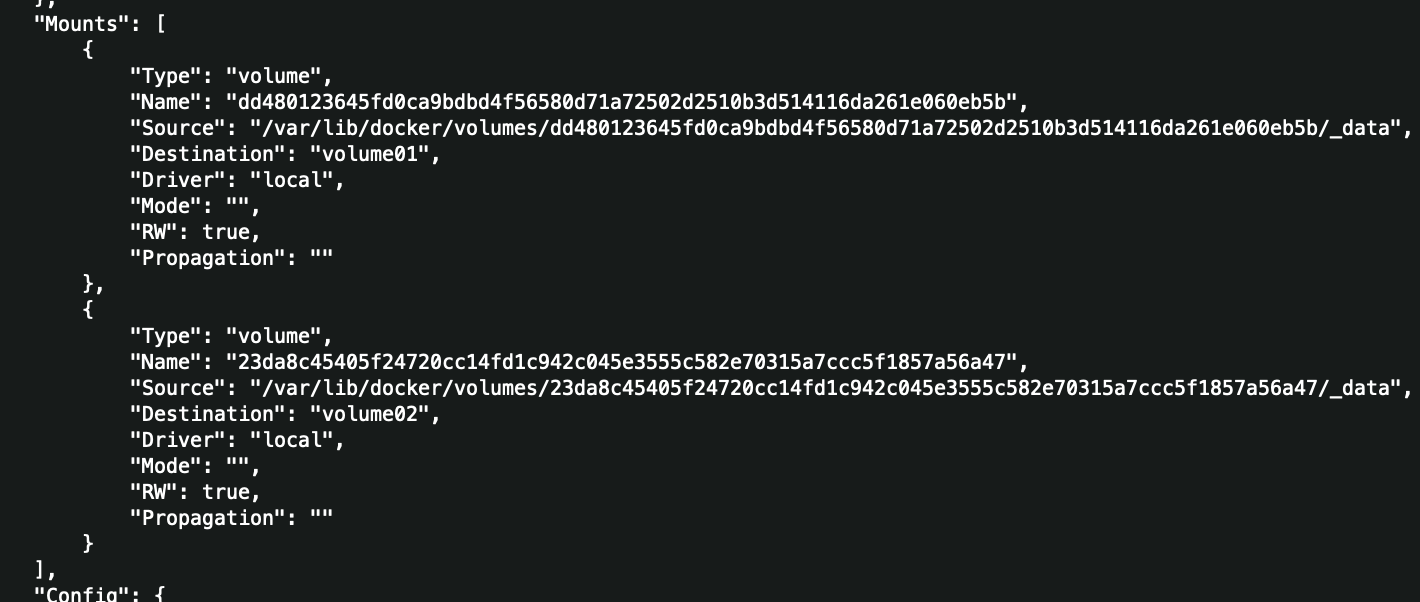 },
"Mounts": [
{
"Type": "volume",
"Name": "dd480123645fd0ca9bdbd4f56580d71a72502d2510b3d514116da261e060eb5b",
"Source": "/var/lib/docker/volumes/dd480123645fd0ca9bdbd4f56580d71a72502d2510b3d514116da261e060eb5b/_data",
"Destination": "volume01",
"Driver": "local",
"Mode": "",
"RW": true,
"Propagation": ""
},
{
"Type": "volume",
"Name": "23da8c45405f24720cc14fd1c942c045e3555c582e70315a7ccc5f1857a56a47",
"Source": "/var/lib/docker/volumes/23da8c45405f24720cc14fd1c942c045e3555c582e70315a7ccc5f1857a56a47/_data",
"Destination": "volume02",
"Driver": "local",
"Mode": "",
"RW": true,
"Propagation": ""
}
],
"Config": {